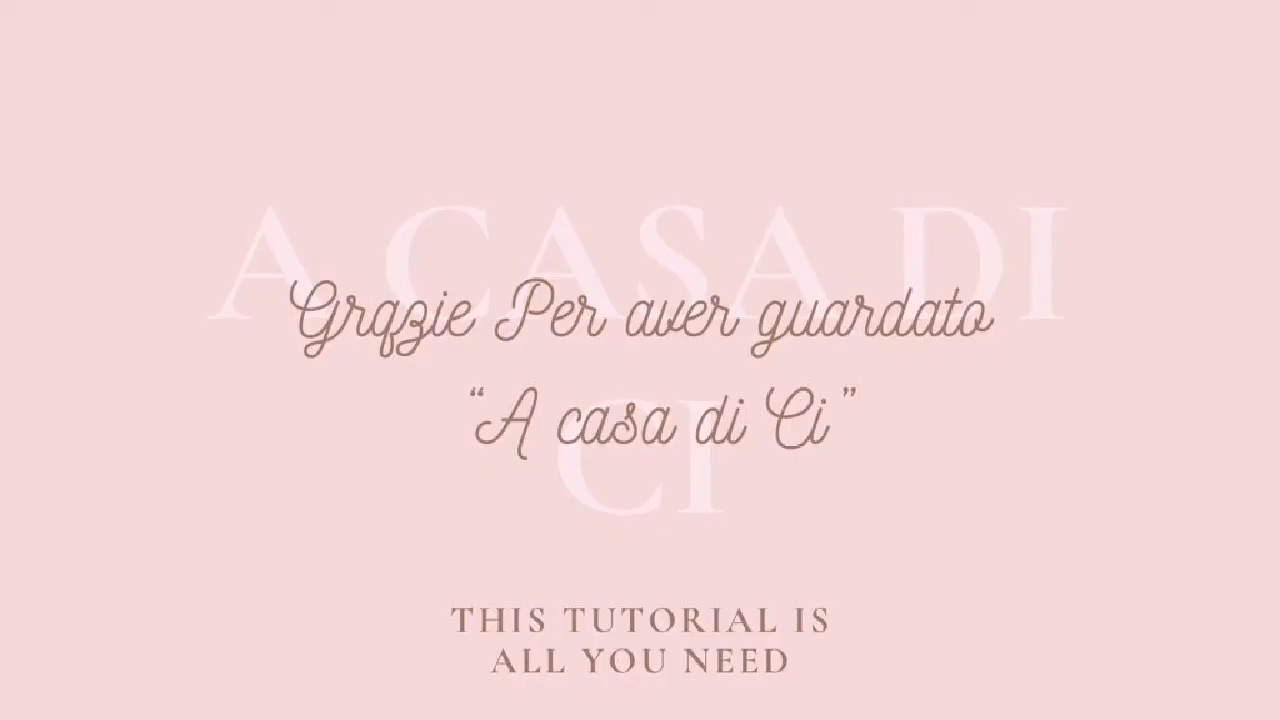 A CASA DI
Grqzie Per aver guardato
“A casa di Ci”
CI
THIS TUTORIAL IS
ALL YOU NEED